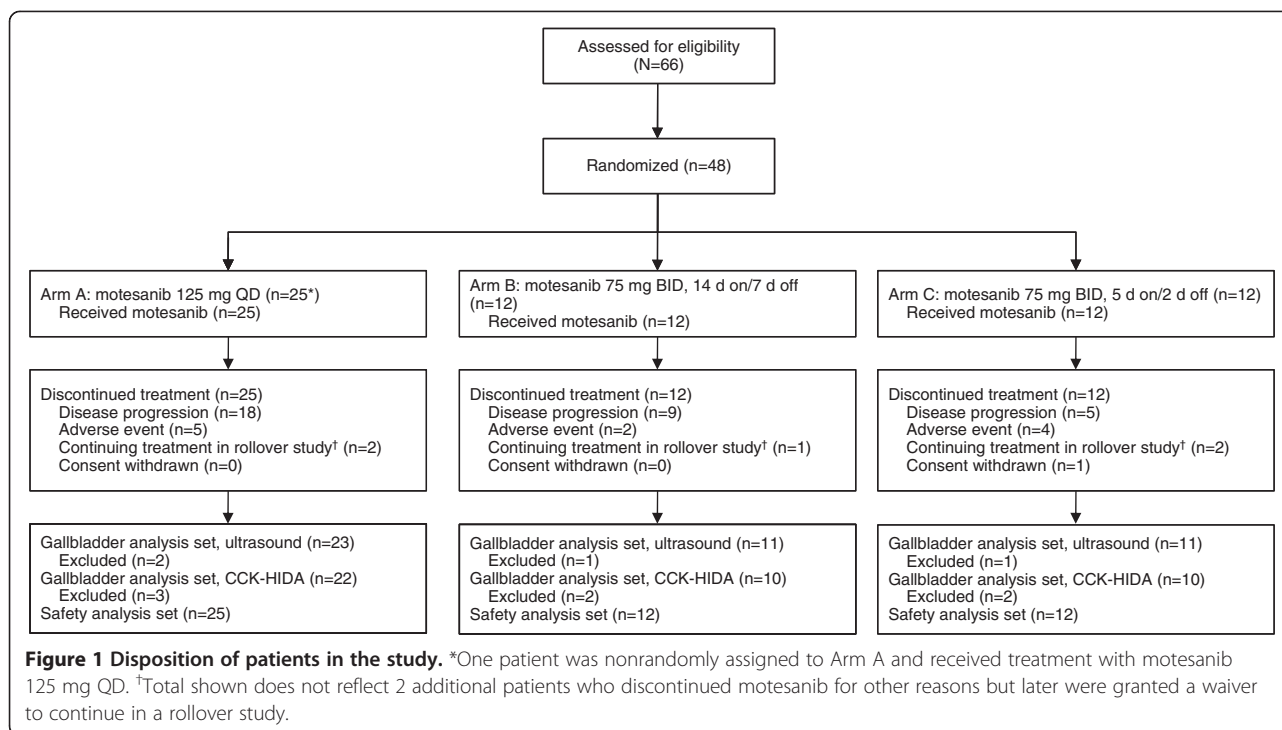 Assessed for eligibility
(N=66)
Randomized (n=48)
Arm A: motesanib 125 mg QD (n=25*)
Received motesanib (n=25)
Arm B: motesanib 75 mg BID, 14 d on/7 d off
(n=12)
Received motesanib (n=12)
Arm C: motesanib 75 mg BID, 5 d on/2 d off (n=12)
Received motesanib (n=12)
Discontinued treatment (n=25)
Disease progression (n=18)
Adverse event (n=5)
Continuing treatment in rollover study† (n=2)
Consent withdrawn (n=0)
Discontinued treatment (n=12)
Disease progression (n=9)
Adverse event (n=2)
Continuing treatment in rollover study† (n=1)
Consent withdrawn (n=0)
Discontinued treatment (n=12)
Disease progression (n=5)
Adverse event (n=4)
Continuing treatment in rollover study† (n=2)
Consent withdrawn (n=1)
Gallbladder analysis set, ultrasound (n=23)
Excluded (n=2)
Gallbladder analysis set, CCK-HIDA (n=22)
Excluded (n=3)
Safety analysis set (n=25)
Gallbladder analysis set, ultrasound (n=11)
Excluded (n=1)
Gallbladder analysis set, CCK-HIDA (n=10)
Excluded (n=2)
Safety analysis set (n=12)
Gallbladder analysis set, ultrasound (n=11)
Excluded (n=1)
Gallbladder analysis set, CCK-HIDA (n=10)
Excluded (n=2)
Safety analysis set (n=12)
Figure 1 Disposition of patients in the study. *One patient was nonrandomly assigned to Arm A and received treatment with motesanib
125 mg QD. †Total shown does not reflect 2 additional patients who discontinued motesanib for other reasons but later were granted a waiver
to continue in a rollover study.